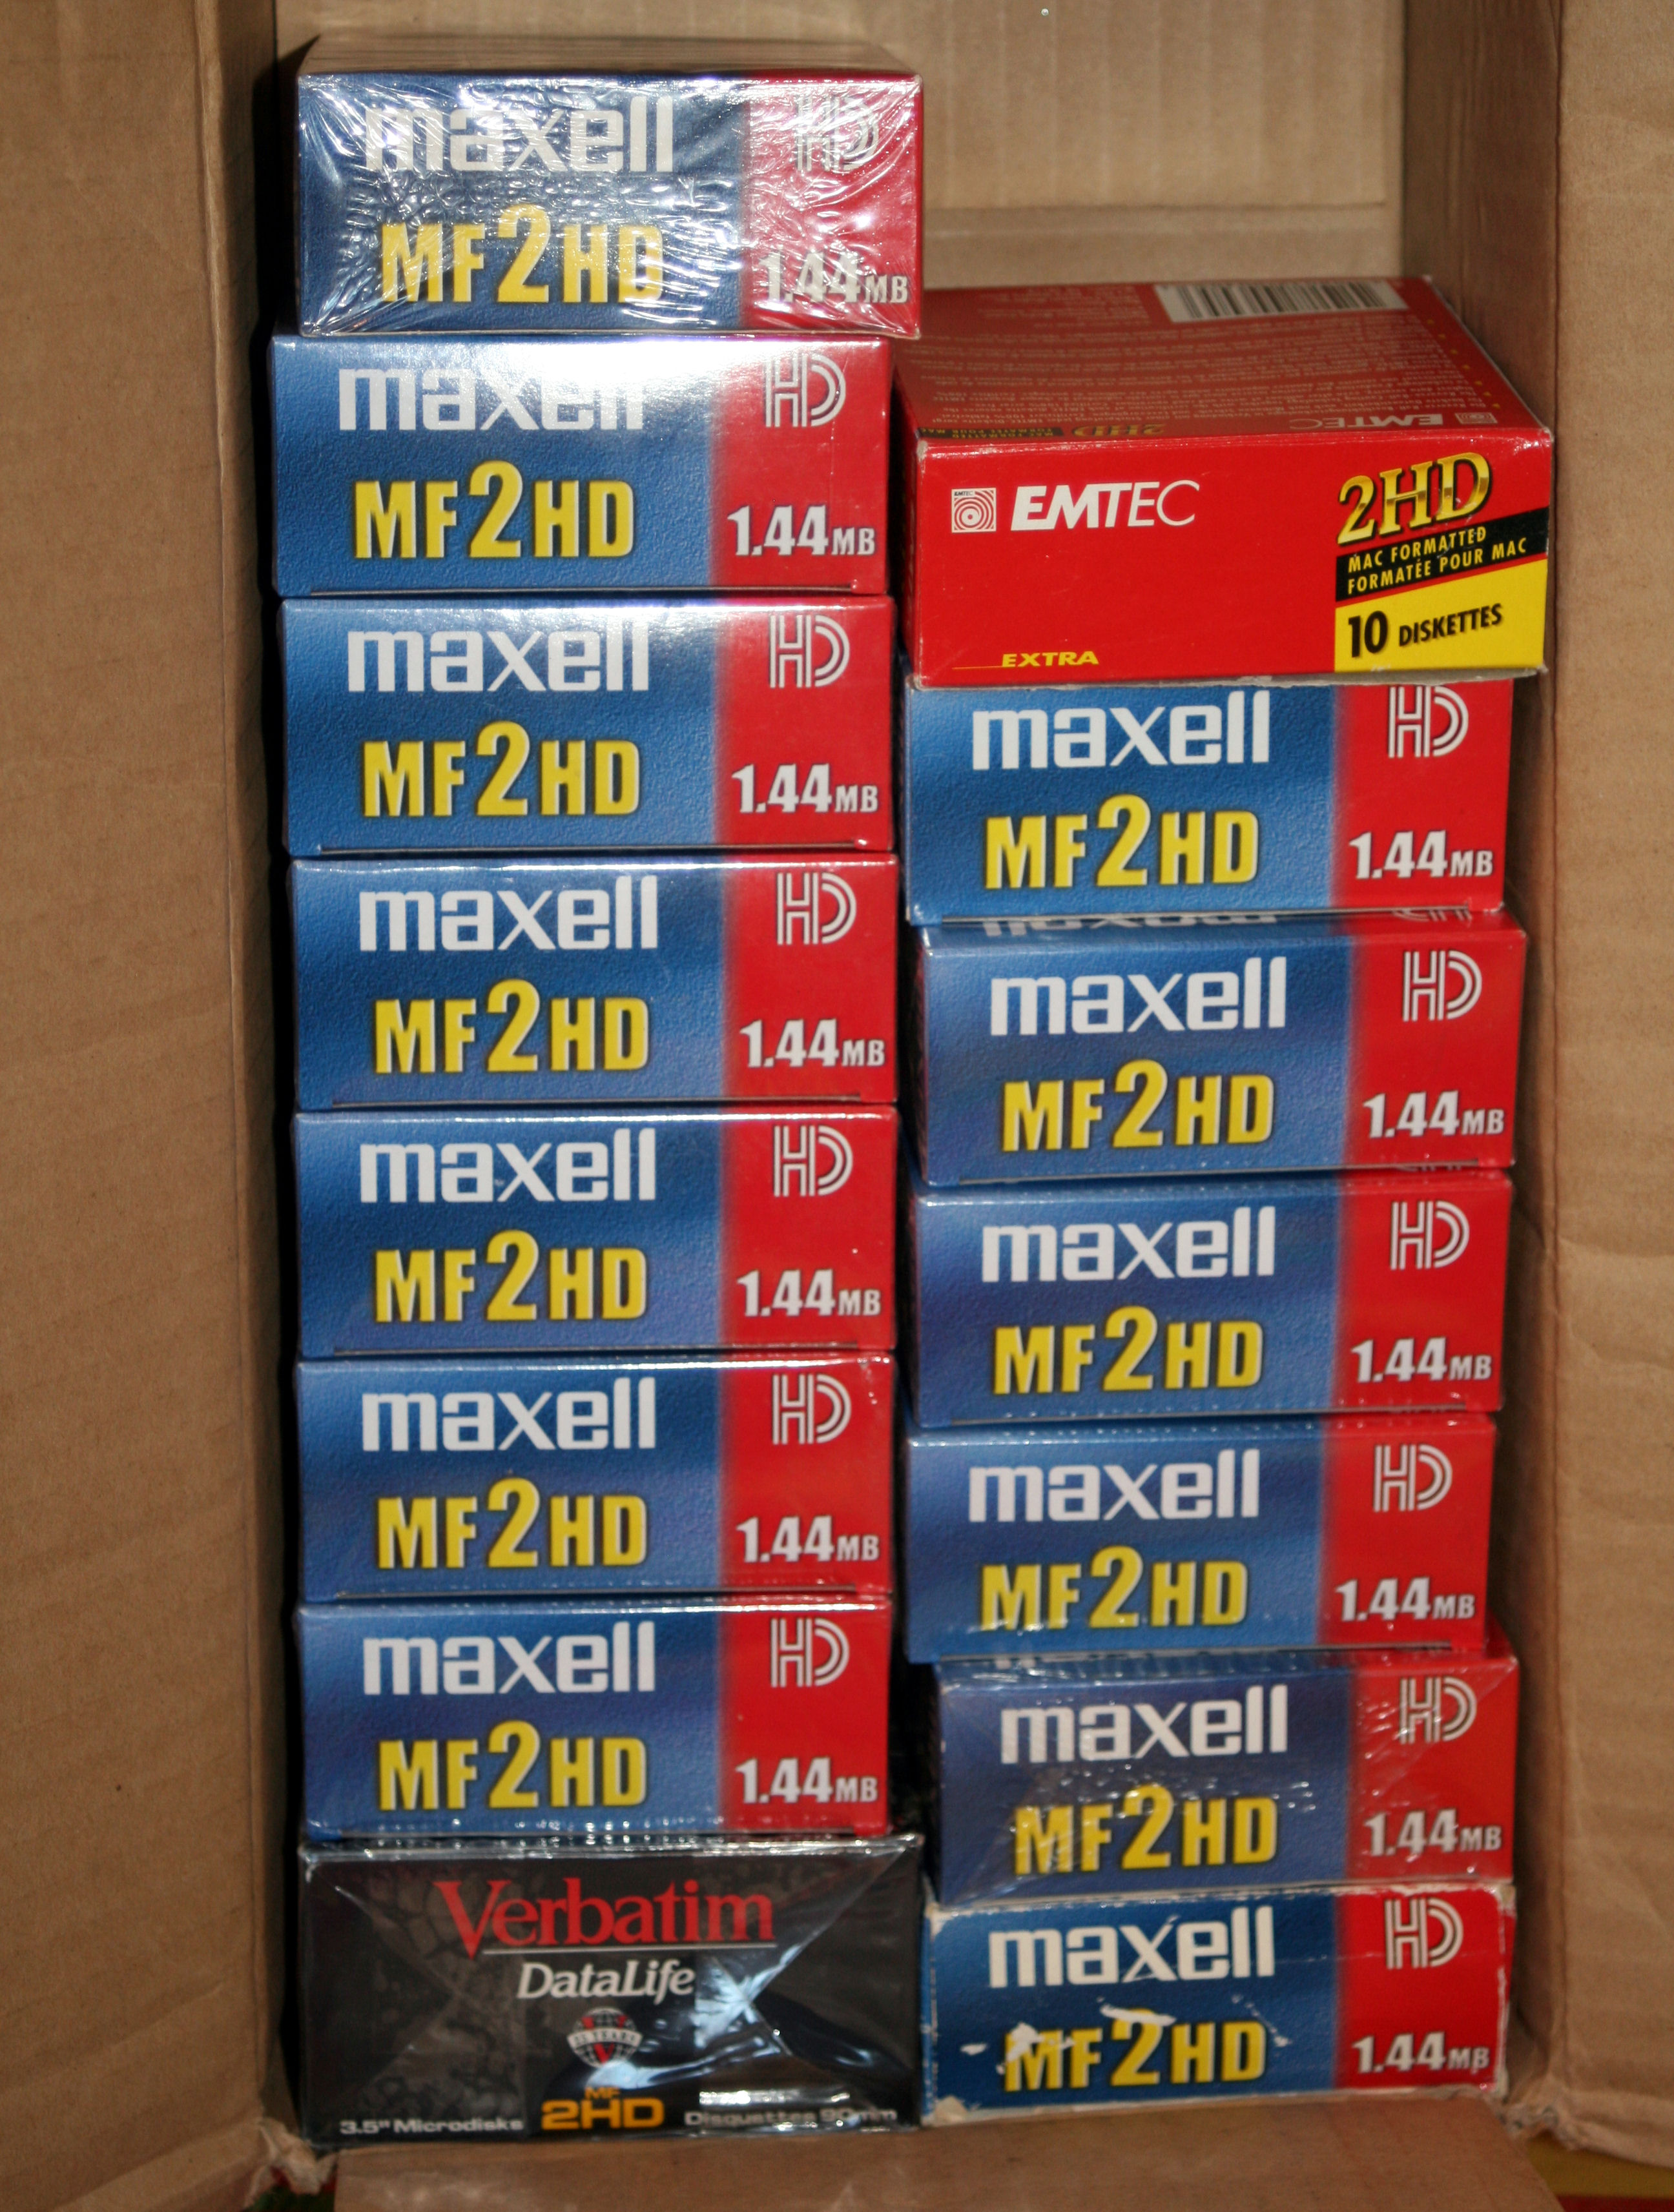 maxell HD
MF2HD 1.44MB
maxell HD
MF2HD 1.44MB
maxell HD
MF2HD 1.44MB
maxell HD
MF2HD 1.44MB
maxell HD
MF2HD 1.44MB
maxell HD
MF2HD 1.44MB
maxell HD
MF2HD 1.44MB
Verbatim
DataLife
MF
3.5" Microdisks 2HD Disquettes 90mm
EMTEC
2HD
EMTEC 2HD
MAC FORMATTED
FORMATÉE POUR MAC
10 DISKETTES
EXTRA
maxell HD
MF2HD 1.44MB
maxell HD
MF2HD 1.44MB
maxell HD
MF2HD 1.44MB
maxell HD
MF2HD 1.44MB
maxell HD
MF2HD 1.44MB
maxell HD
MF2HD 1.44MB